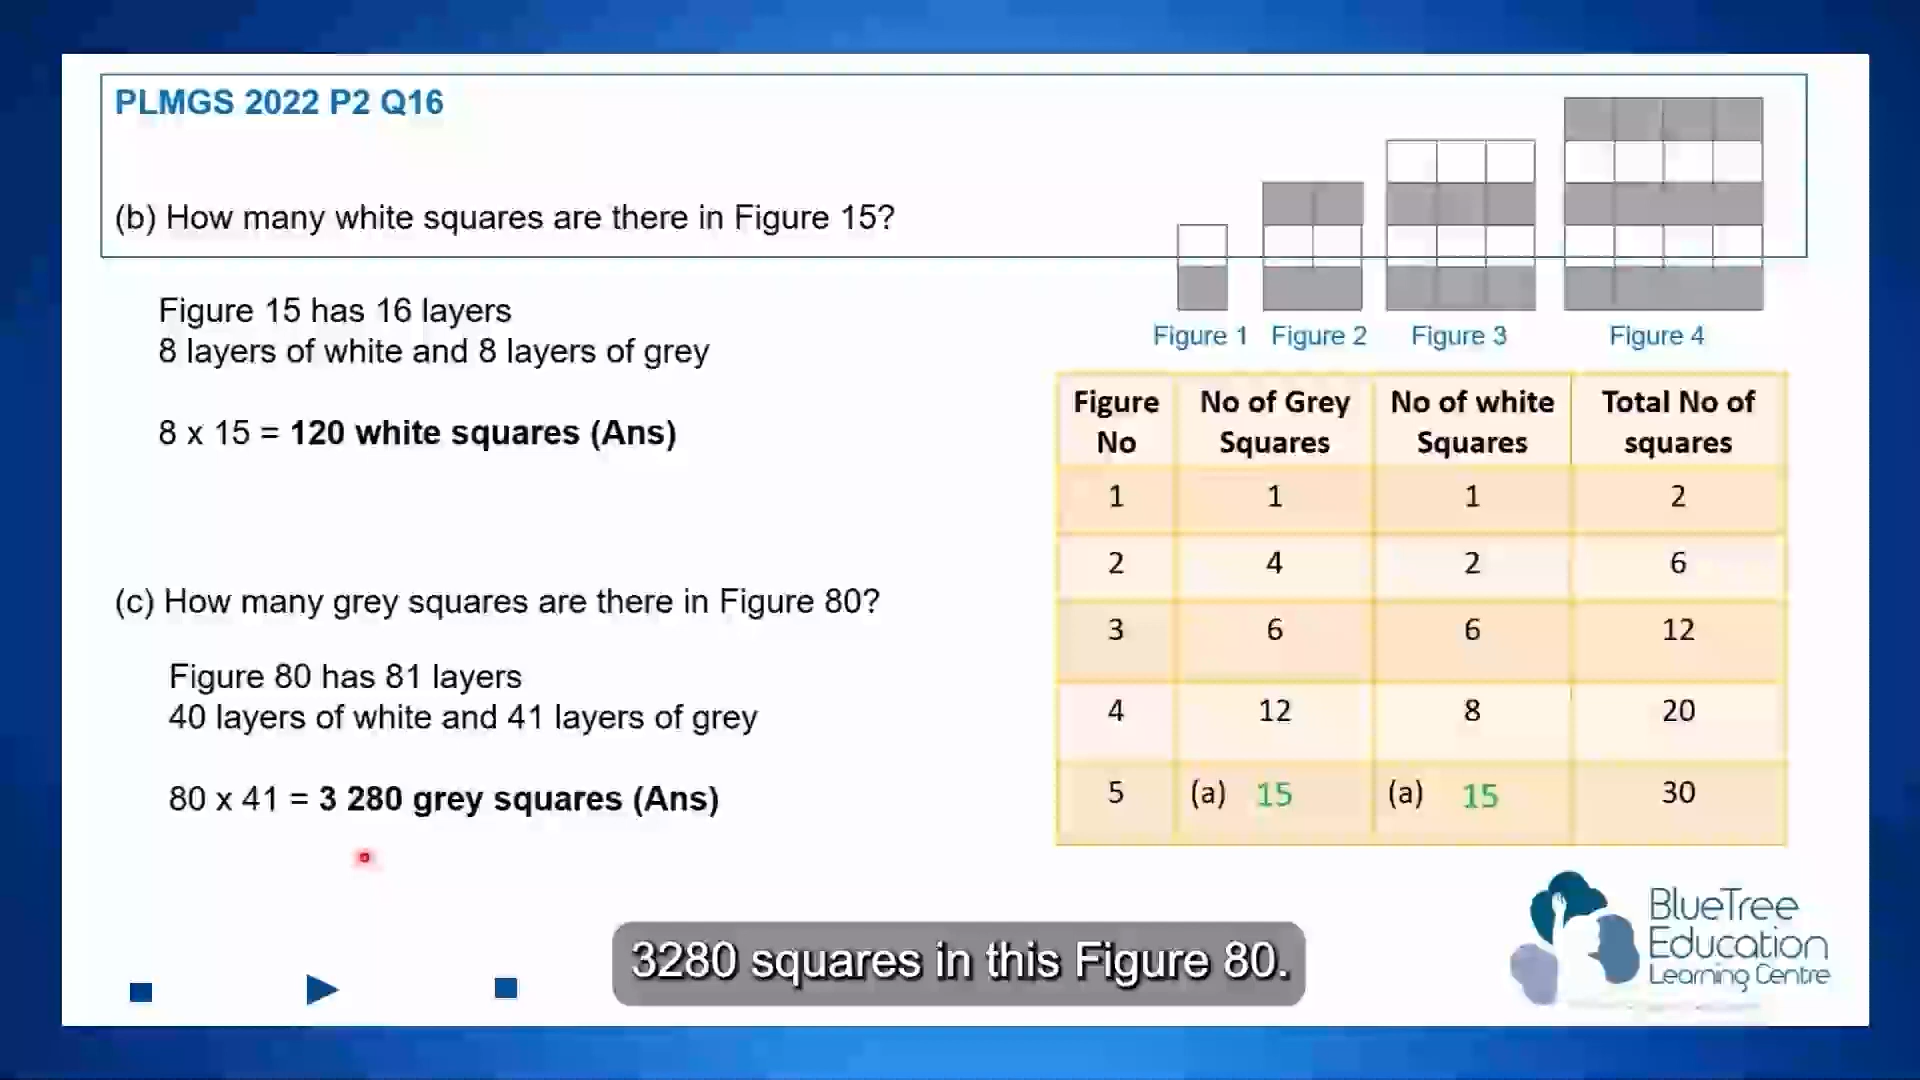 PLMGS 2022 P2 Q16
(b) How many white squares are there in Figure 15?
Figure 15 has 16 layers
8 layers of white and 8 layers of grey
8 x 15 = 120 white squares (Ans)
(c) How many grey squares are there in Figure 80?
Figure 80 has 81 layers
40 layers of white and 41 layers of grey
80 x 41 = 3 280 grey squares (Ans)
Figure 1 Figure 2 Figure 3 Figure 4
Figure No No of Grey Squares No of white Squares Total No of squares
1 1 1 2
2 4 2 6
3 6 6 12
4 12 8 20
5 (a) 15 (a) 15 30
3280 squares in this Figure 80.
BlueTree
Education
Learning Centre